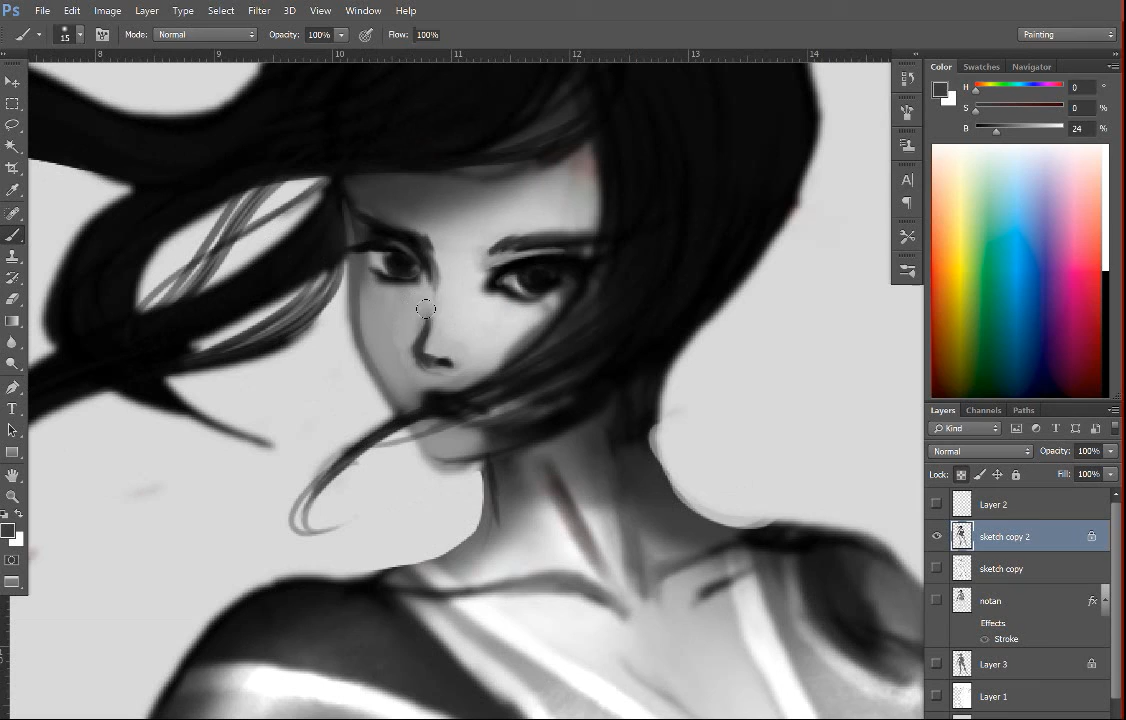 Ps File Edit Image Layer Type Select Filter 3D View Window Help
15 Mode: Normal Opacity: 100% Flow: 100% Painting
8 9 10 11 12 13 14
Color Swatches Navigator
H 0 °
S 0 %
B 24 %
A
T
Layers Channels Paths
Kind T
Normal Opacity: 100%
Lock: Fill: 100%
Layer 2
sketch copy 2
sketch copy
notan fx
Effects
Stroke
Layer 3
Layer 1